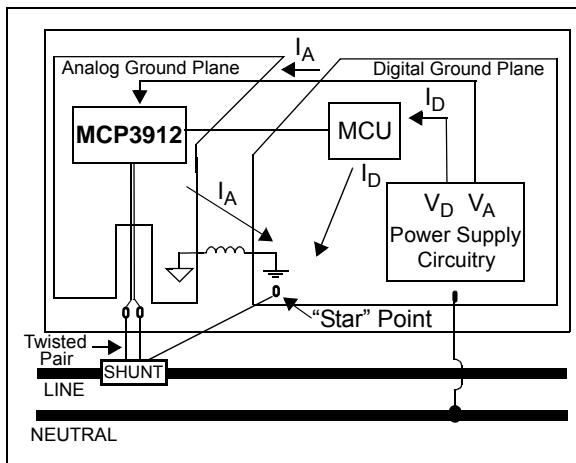 I_A
Analog Ground Plane
Digital Ground Plane
I_D
MCP3912
MCU
I_D
I_A
V_D V_A
Power Supply
Circuitry
"Star" Point
Twisted
Pair
SHUNT
LINE
NEUTRAL